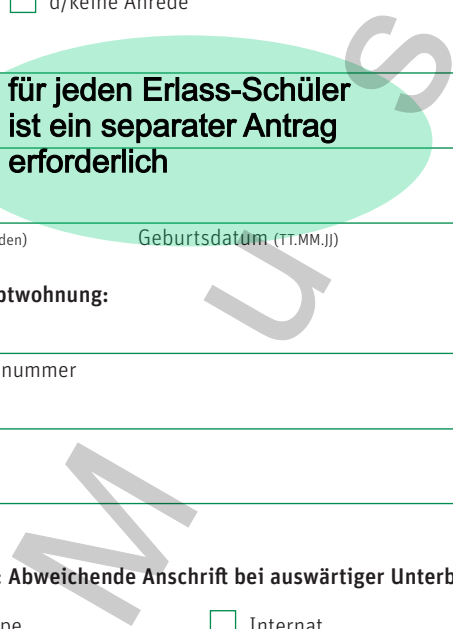 d/keine Anrede
für jeden Erlass-Schüler
ist ein separater Antrag
erforderlich
den) Geburtsdatum (TT.MM.JJ)
ptwohnung:
nummer
: Abweichende Anschrift bei auswärtiger Unterb
pe Internat
M u s